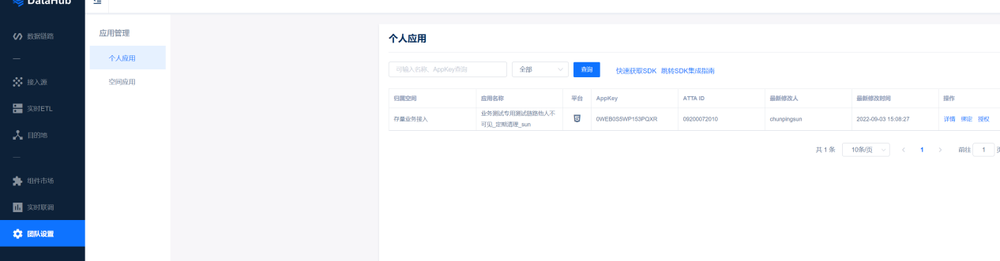 DataHub
数据链路
接入源
实时ETL
目的地
组件市场
实时联调
团队设置
应用管理
个人应用
空间应用
个人应用
可输入名称、AppKey查询
全部
查询
快速获取SDK 跳转SDK集成指南
归属空间 应用名称 平台 AppKey ATTA ID 最新修改人 最新修改时间 操作
存量业务接入 业务测试专用测试链路他人不 0WEB0S5WP153PQXR 09200072010 chunpingsun 2022-09-03 15:08:27 详情 绑定 授权
可见_定期清理_sun
共 1 条 10条/页 1 前往 1